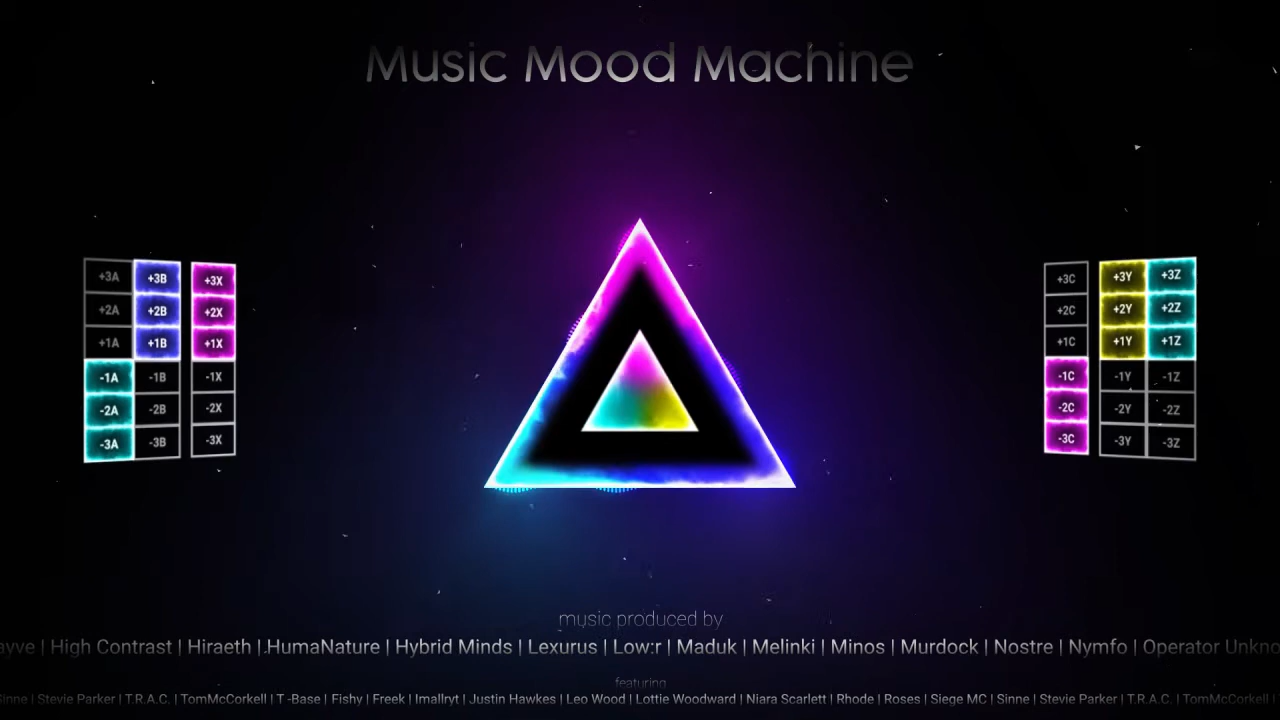 Music Mood Machine
+3A +3B +3X
+2A +2B +2X
+1A +1B +1X
-1A -1B -1X
-2A -2B -2X
-3A -3B -3X
+3C +3Y +3Z
+2C +2Y +2Z
+1C +1Y +1Z
-1C -1Y -1Z
-2C -2Y -2Z
-3C -3Y -3Z
music produced by
ayve | High Contrast | Hiraeth | HumaNature | Hybrid Minds | Lexurus | Low:r | Maduk | Melinki | Minos | Murdock | Nostre | Nymfo | Operator Unkno
featuring
Sinne | Stevie Parker | T.R.A.C. | TomMcCorkell | T -Base | Fishy | Freek | Imallryt | Justin Hawkes | Leo Wood | Lottie Woodward | Niara Scarlett | Rhode | Roses | Siege MC | Sinne | Stevie Parker | T.R.A.C. | TomMcCorkell